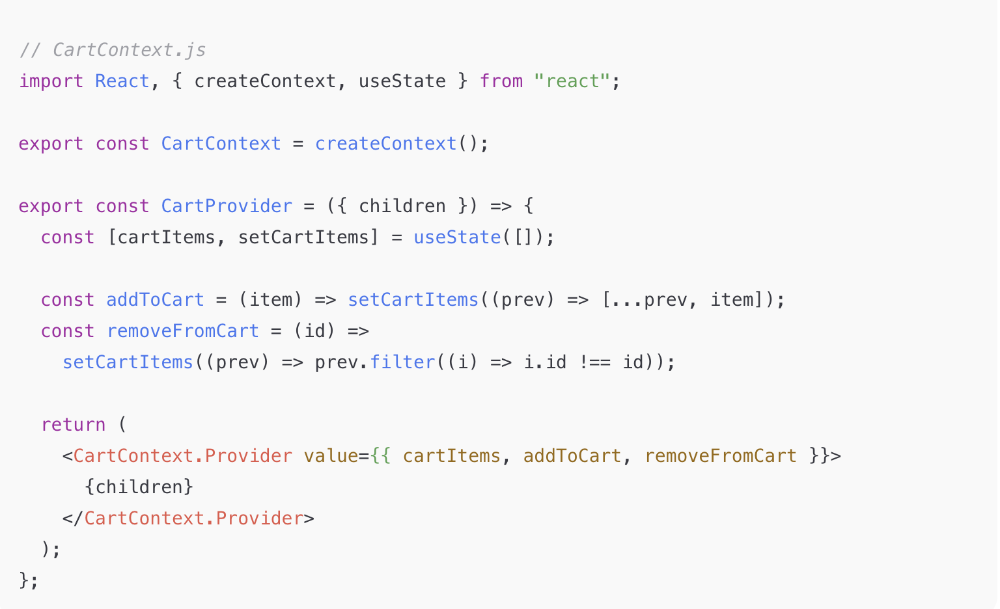 // CartContext.js
import React, { createContext, useState } from "react";
export const CartContext = createContext();
export const CartProvider = ({ children }) => {
  const [cartItems, setCartItems] = useState([]);
  const addToCart = (item) => setCartItems((prev) => [...prev, item]);
  const removeFromCart = (id) =>
    setCartItems((prev) => prev.filter((i) => i.id !== id));
  return (
    <CartContext.Provider value={{ cartItems, addToCart, removeFromCart }}>
      {children}
    </CartContext.Provider>
  );
};